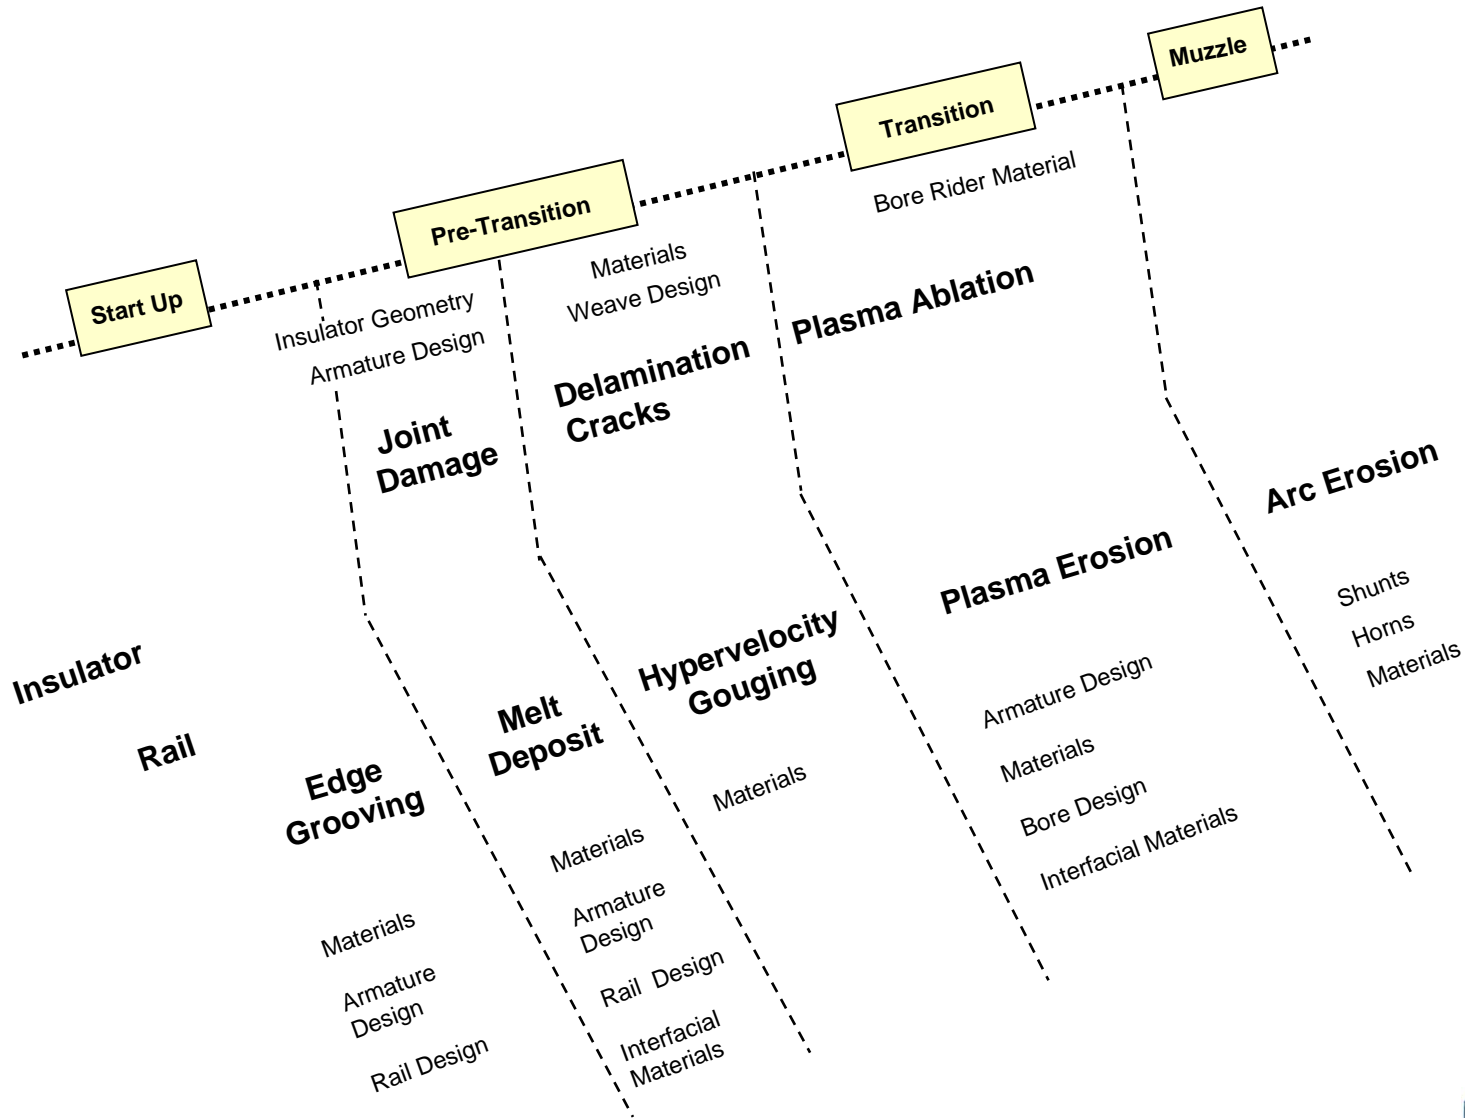 Start Up
Pre-Transition
Transition
Muzzle
Insulator Geometry
Armature Design
Materials
Weave Design
Bore Rider Material
Joint
Damage
Delamination
Cracks
Plasma Ablation
Arc Erosion
Insulator
Rail
Edge
Grooving
Melt
Deposit
Hypervelocity
Gouging
Plasma Erosion
Materials
Armature
Design
Rail Design
Materials
Armature
Design
Rail Design
Interfacial
Materials
Materials
Armature Design
Materials
Bore Design
Interfacial Materials
Shunts
Horns
Materials